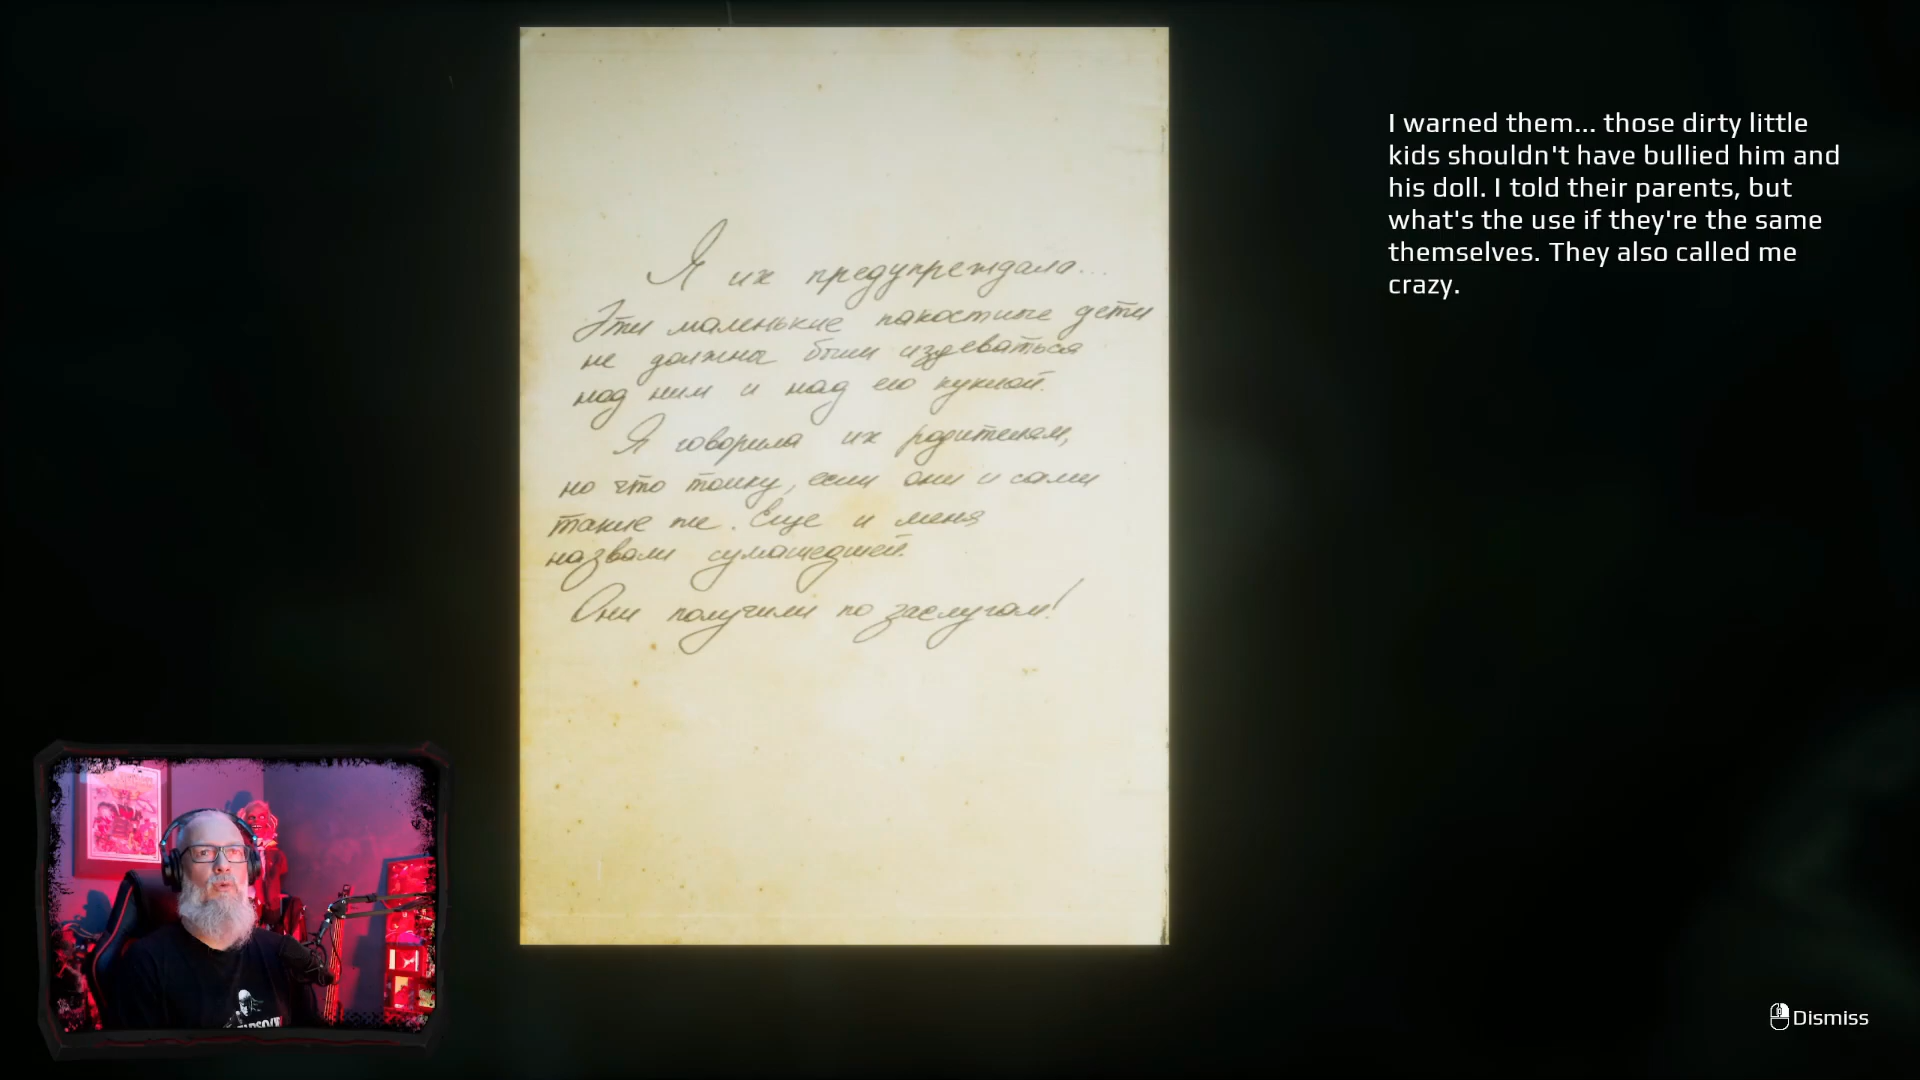 Я их предупреждала...
Эти маленькие пакостные дети
не должны были издеваться
над ним и над его куклой.
Я говорила их родителям,
но что толку, если они и сами
такие же. Еще и меня
назвали сумашедшей.
Они получили по заслугам!
I warned them... those dirty little
kids shouldn't have bullied him and
his doll. I told their parents, but
what's the use if they're the same
themselves. They also called me
crazy.
Dismiss